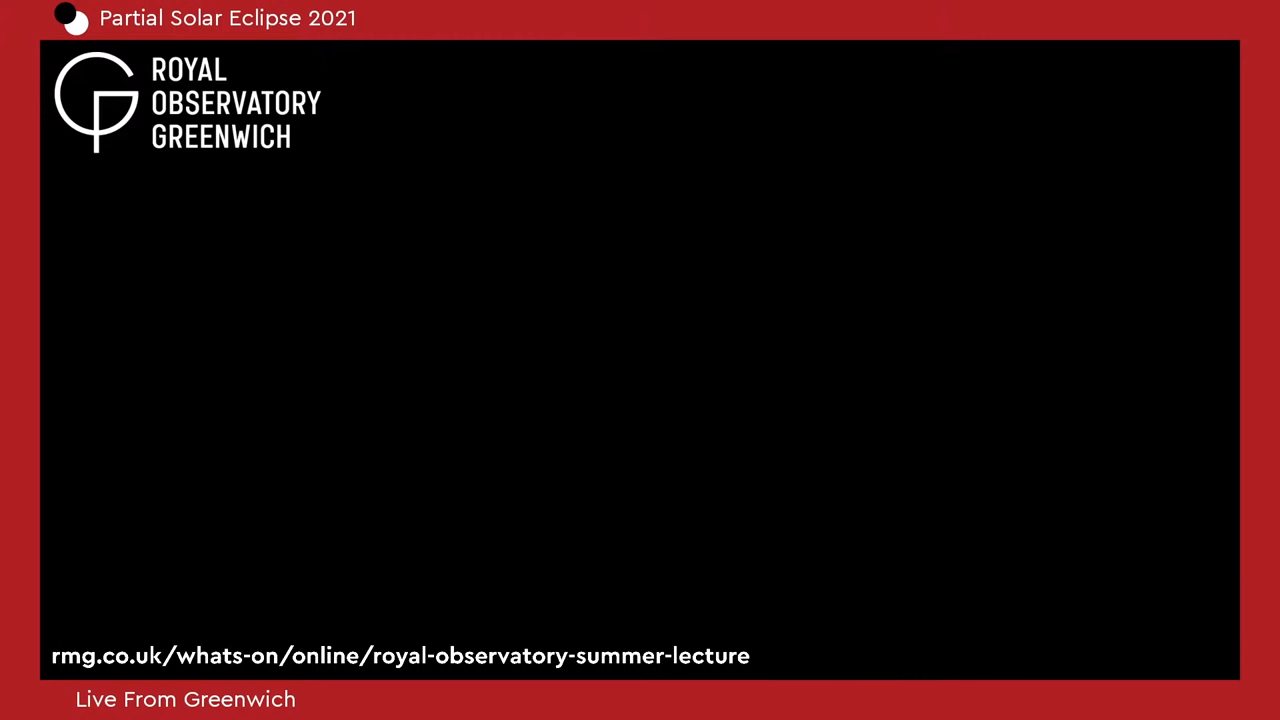 Partial Solar Eclipse 2021
ROYAL
OBSERVATORY
GREENWICH
rmg.co.uk/whats-on/online/royal-observatory-summer-lecture
Live From Greenwich